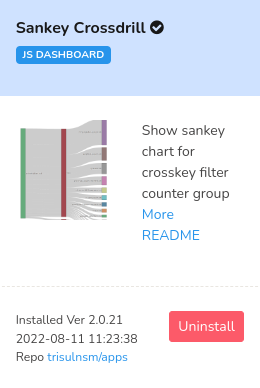 Sankey Crossdrill
JS DASHBOARD
Show sankey
chart for
crosskey filter
counter group
More
README
Installed Ver 2.0.21
2022-08-11 11:23:38
Repo trisulnsm/apps
Uninstall